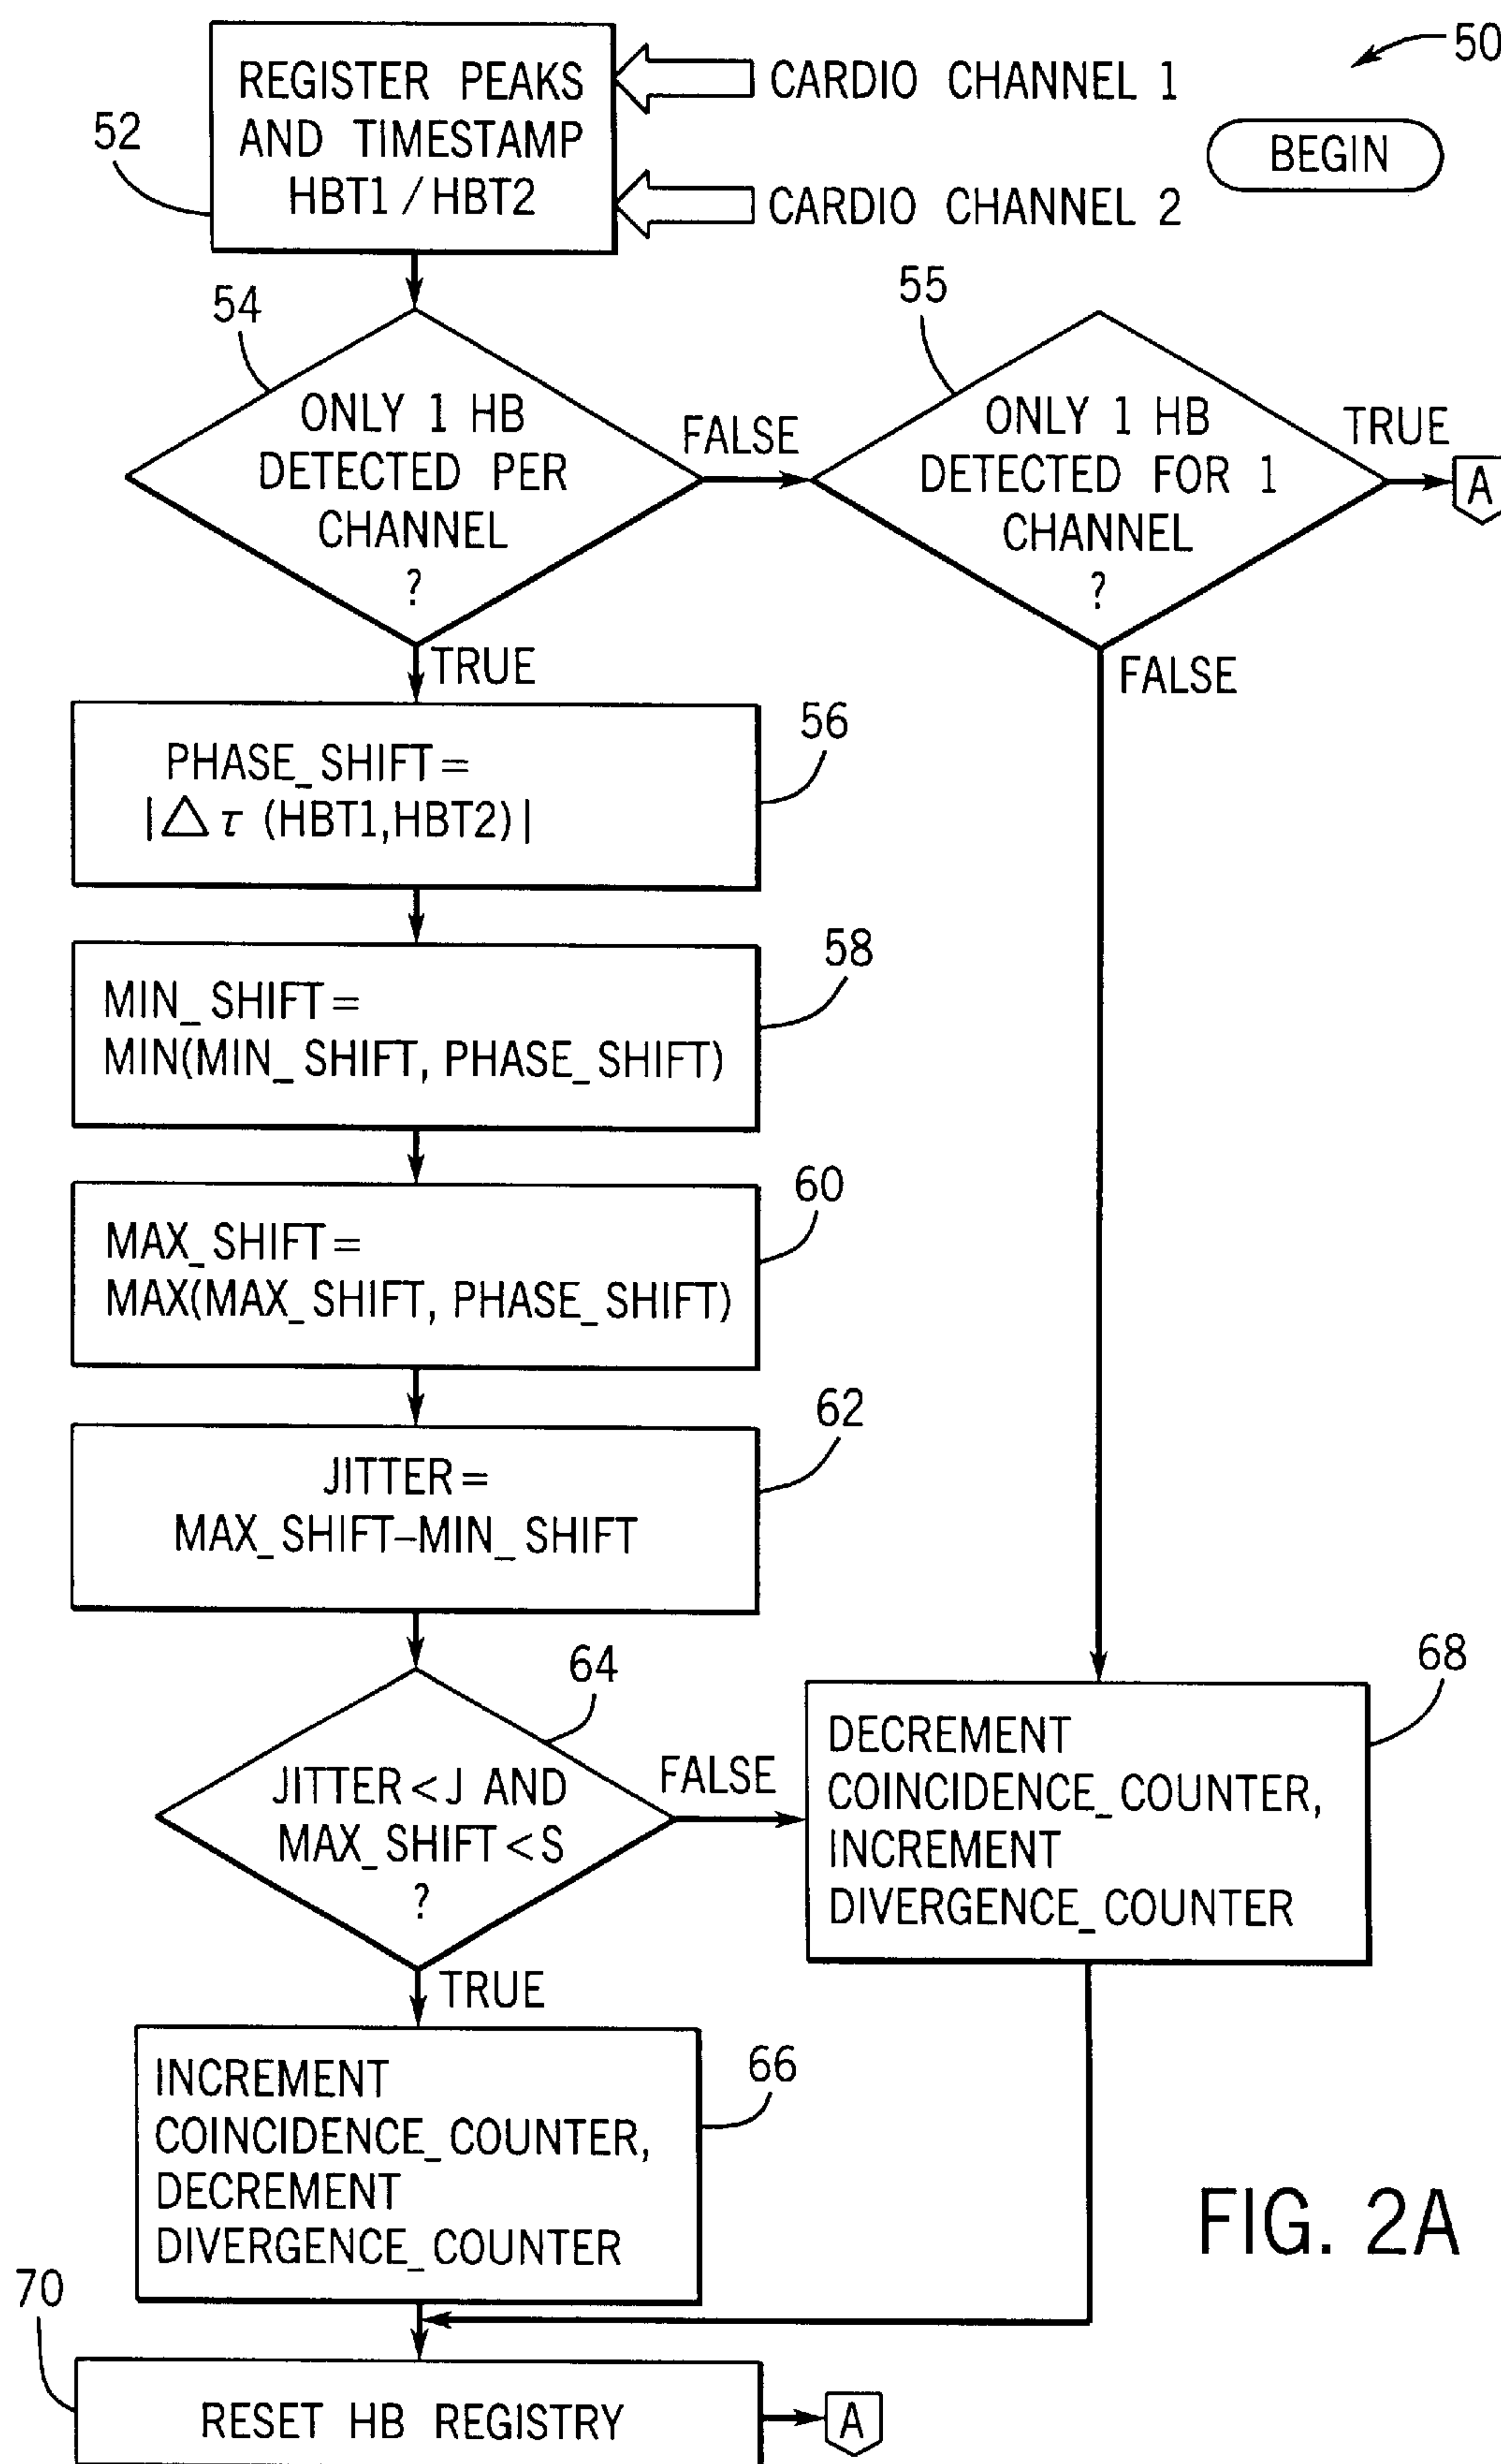 50
BEGIN
REGISTER PEAKS
AND TIMESTAMP
HBT1 / HBT2
CARDIO CHANNEL 1
CARDIO CHANNEL 2
52
54
ONLY 1 HB
DETECTED PER
CHANNEL
?
FALSE
TRUE
55
ONLY 1 HB
DETECTED FOR 1
CHANNEL
?
TRUE
A
FALSE
PHASE_SHIFT=
|△τ (HBT1,HBT2)|
56
MIN_SHIFT=
MIN(MIN_SHIFT, PHASE_SHIFT)
58
MAX_SHIFT=
MAX(MAX_SHIFT, PHASE_SHIFT)
60
JITTER=
MAX_SHIFT–MIN_SHIFT
62
64
JITTER<J AND
MAX_SHIFT<S
?
FALSE
TRUE
68
DECREMENT
COINCIDENCE_COUNTER,
INCREMENT
DIVERGENCE_COUNTER
INCREMENT
COINCIDENCE_COUNTER,
DECREMENT
DIVERGENCE_COUNTER
66
70
RESET HB REGISTRY
A
FIG. 2A